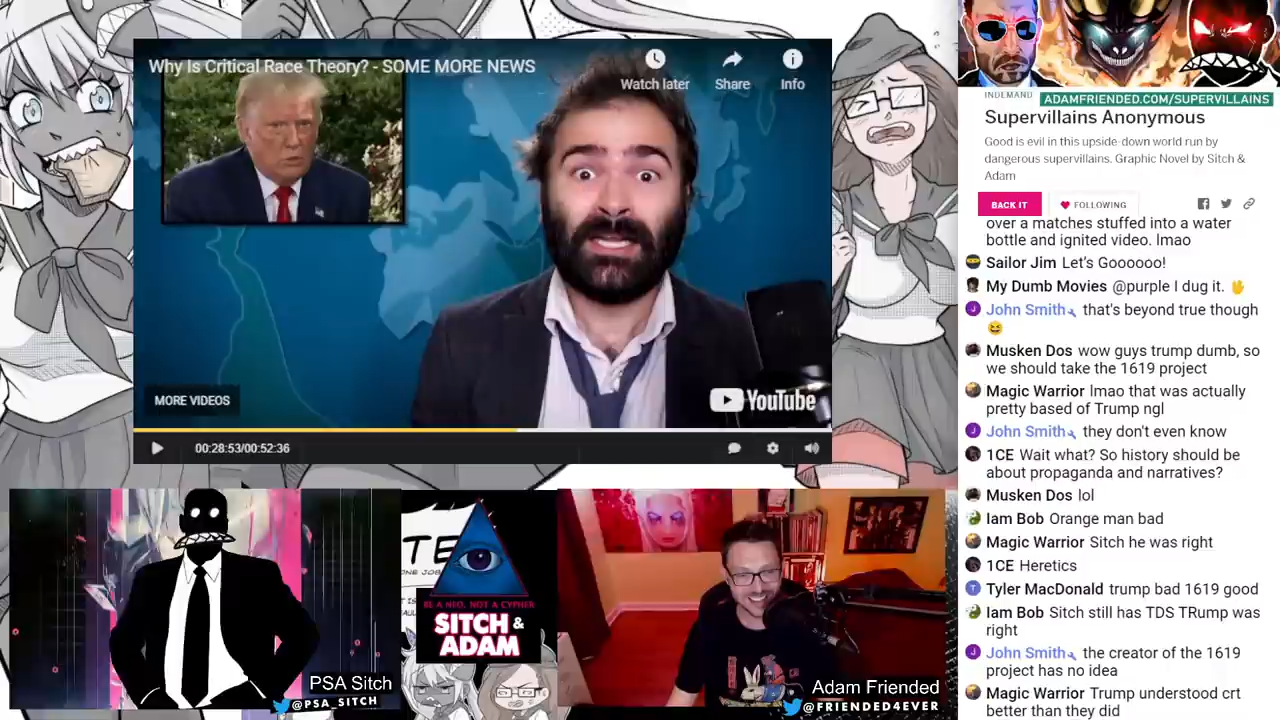 Why Is Critical Race Theory? - SOME MORE NEWS
Watch later
Share
Info
MORE VIDEOS
YouTube
00:28:53/00:52:36
PSA Sitch
@PSA_SITCH
BE A NEO, NOT A CYPHER
SITCH &
ADAM
Adam Friended
@FRIENDED4EVER
INDEMAND
ADAMFRIENDED.COM/SUPERVILLAINS
Supervillains Anonymous
Good is evil in this upside-down world run by
dangerous supervillains. Graphic Novel by Sitch &
Adam
BACK IT
FOLLOWING
over a matches stuffed into a water
bottle and ignited video. lmao
Sailor Jim Let's Goooooo!
My Dumb Movies @purple I dug it. 🖖
John Smith that's beyond true though
😆
Musken Dos wow guys trump dumb, so
we should take the 1619 project
Magic Warrior lmao that was actually
pretty based of Trump ngl
John Smith they don't even know
1CE Wait what? So history should be
about propaganda and narratives?
Musken Dos lol
Iam Bob Orange man bad
Magic Warrior Sitch he was right
1CE Heretics
Tyler MacDonald trump bad 1619 good
Iam Bob Sitch still has TDS TRump was
right
John Smith the creator of the 1619
project has no idea
Magic Warrior Trump understood crt
better than they did